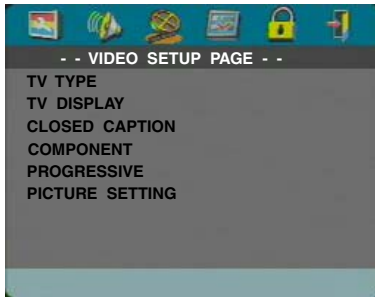 - - VIDEO SETUP PAGE - -
TV TYPE
TV DISPLAY
CLOSED CAPTION
COMPONENT
PROGRESSIVE
PICTURE SETTING